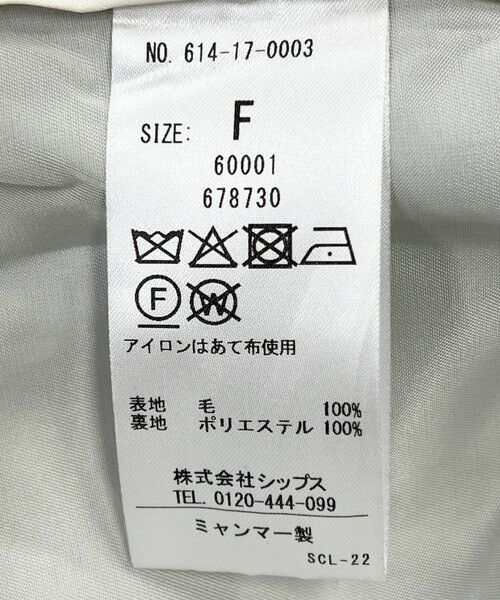 NO. 614-17-0003
SIZE: F
60001
678730
F W
アイロンはあて布使用
表地 毛 100%
裏地 ポリエステル 100%
株式会社シップス
TEL. 0120-444-099
ミャンマー製
SCL-22